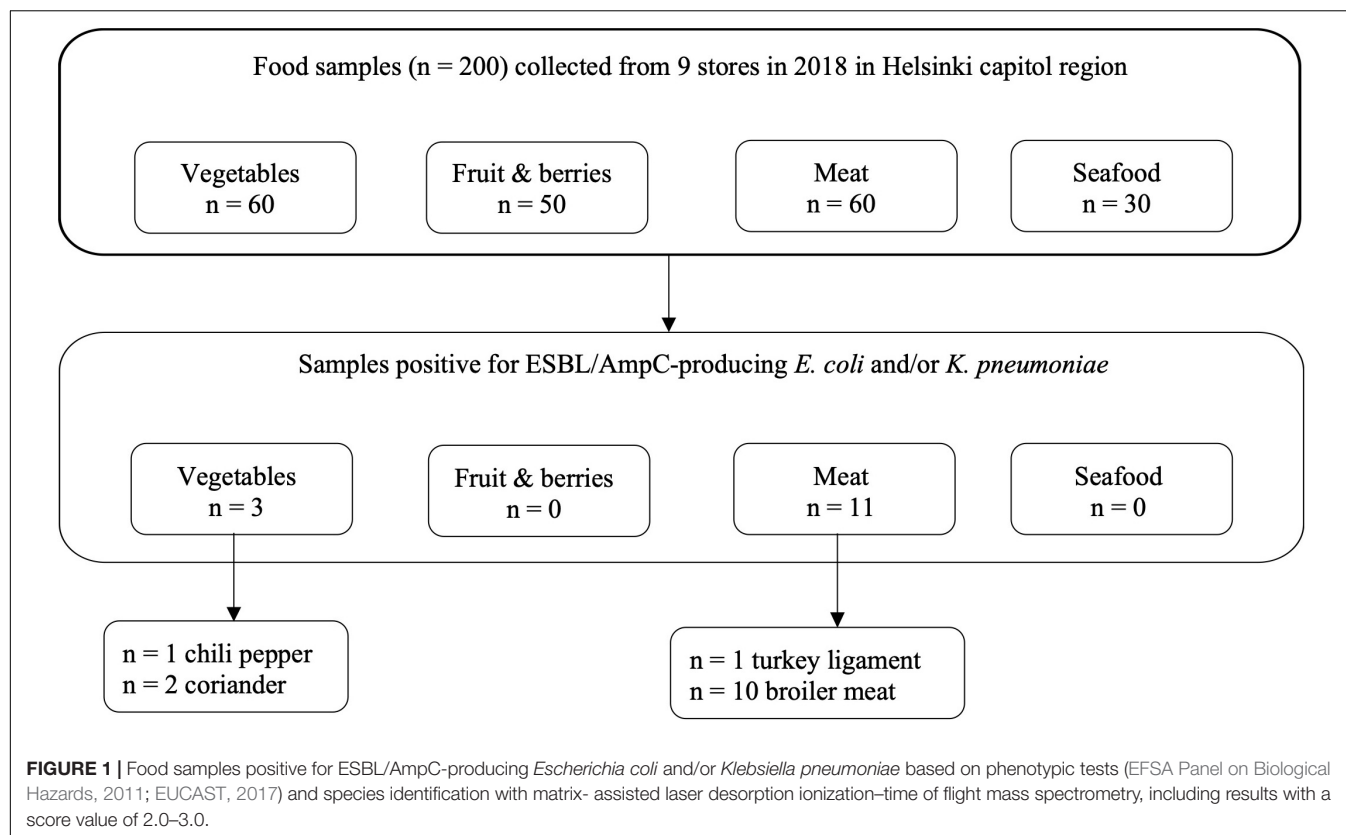 Food samples (n = 200) collected from 9 stores in 2018 in Helsinki capitol region
Vegetables
n = 60
Fruit & berries
n = 50
Meat
n = 60
Seafood
n = 30
Samples positive for ESBL/AmpC-producing E. coli and/or K. pneumoniae
Vegetables
n = 3
Fruit & berries
n = 0
Meat
n = 11
Seafood
n = 0
n = 1 chili pepper
n = 2 coriander
n = 1 turkey ligament
n = 10 broiler meat
FIGURE 1 | Food samples positive for ESBL/AmpC-producing Escherichia coli and/or Klebsiella pneumoniae based on phenotypic tests (EFSA Panel on Biological
Hazards, 2011; EUCAST, 2017) and species identification with matrix- assisted laser desorption ionization–time of flight mass spectrometry, including results with a
score value of 2.0–3.0.